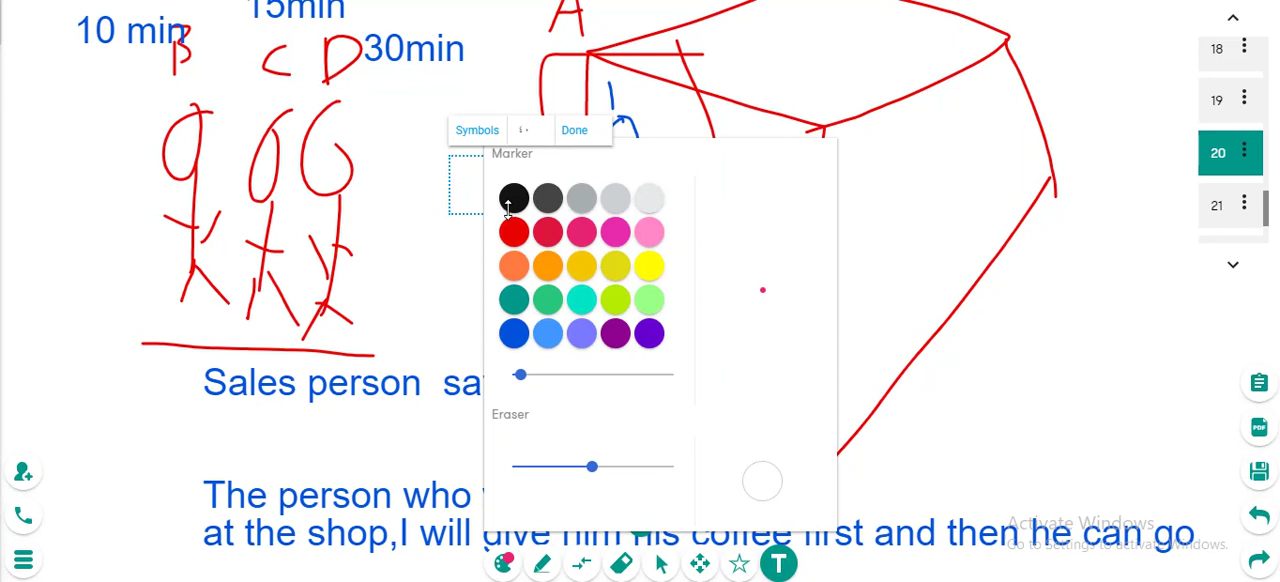 15min
10 min
A
B C D 30min
18
19
20
21
Symbols
Done
Marker
Sales person sa
Eraser
The person who
at the shop,I will give him his coffee first and then he can go
PDF
T
Activate Windows
Go to Settings to activate Windows.